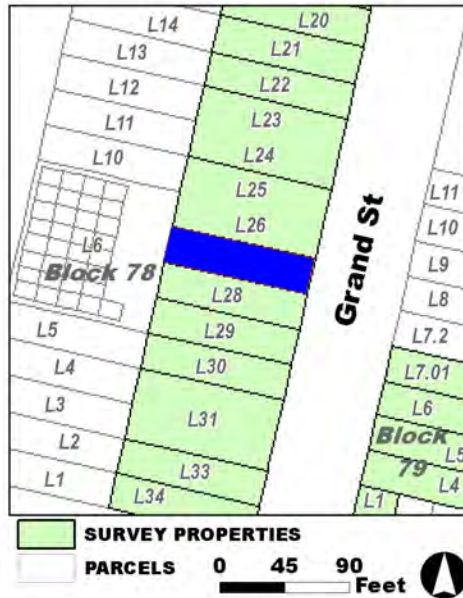 L14
L20
L13
L21
L12
L22
L11
L23
L10
L24
L25
L11
L26
L10
L6
Block 78
L9
Grand St
L28
L8
L5
L29
L7.2
L4
L30
L7.01
L3
L31
L6
Block
79
L2
L5
L1
L33
L4
L34
L1
SURVEY PROPERTIES
PARCELS
0 45 90
Feet